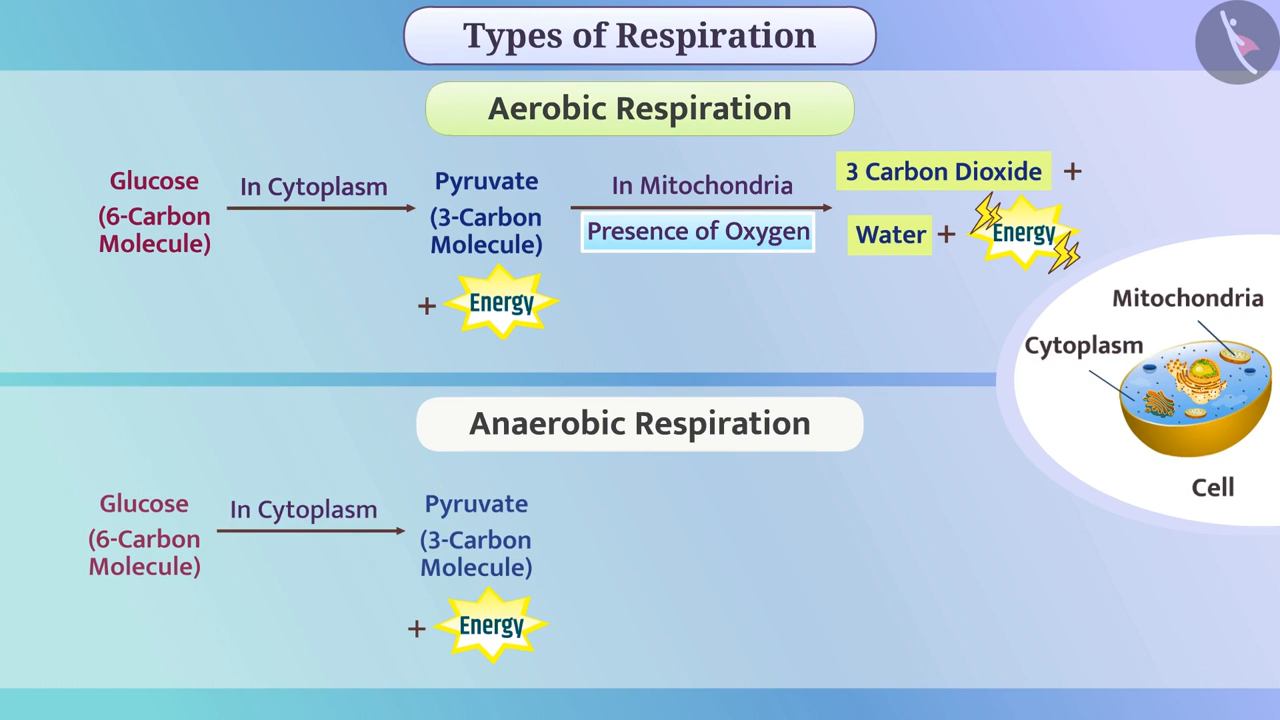 Types of Respiration
Aerobic Respiration
Glucose
(6-Carbon
Molecule)
In Cytoplasm
Pyruvate
(3-Carbon
Molecule)
+ Energy
In Mitochondria
Presence of Oxygen
3 Carbon Dioxide +
Water + Energy
Mitochondria
Cytoplasm
Cell
Anaerobic Respiration
Glucose
(6-Carbon
Molecule)
In Cytoplasm
Pyruvate
(3-Carbon
Molecule)
+ Energy